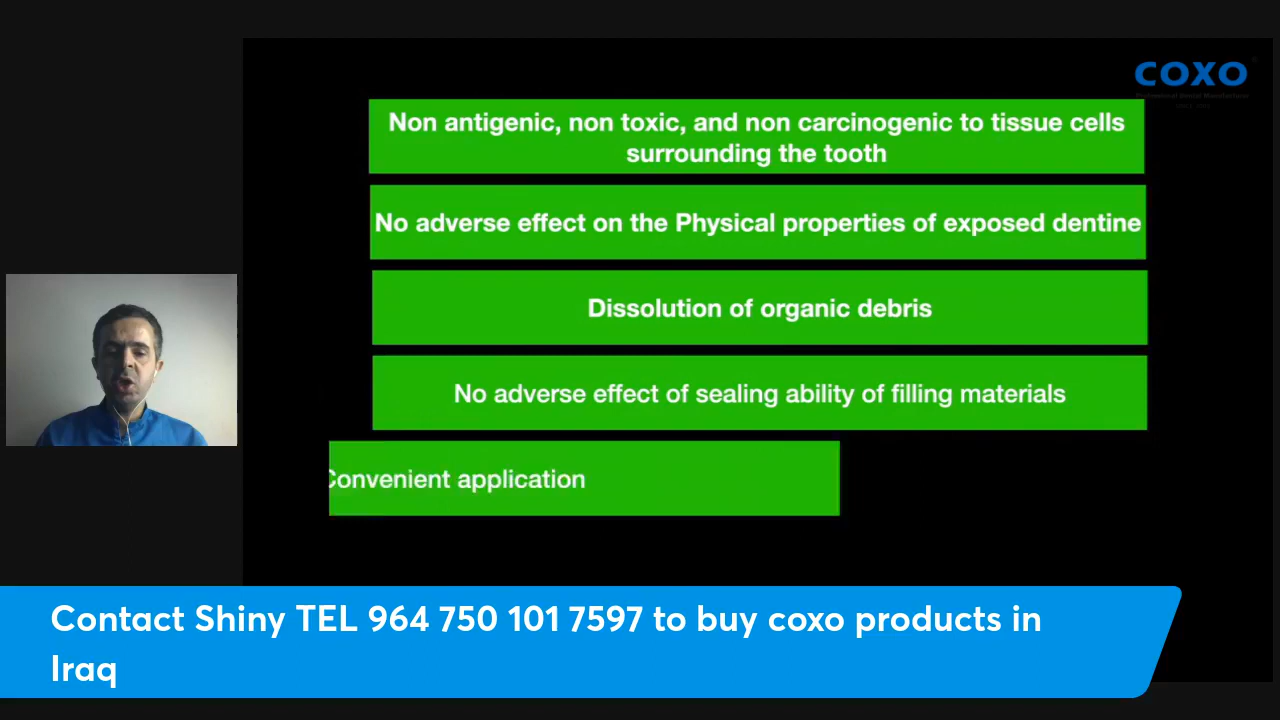 COXO
Non antigenic, non toxic, and non carcinogenic to tissue cells
surrounding the tooth
No adverse effect on the Physical properties of exposed dentine
Dissolution of organic debris
No adverse effect of sealing ability of filling materials
Convenient application
Contact Shiny TEL 964 750 101 7597 to buy coxo products in
Iraq